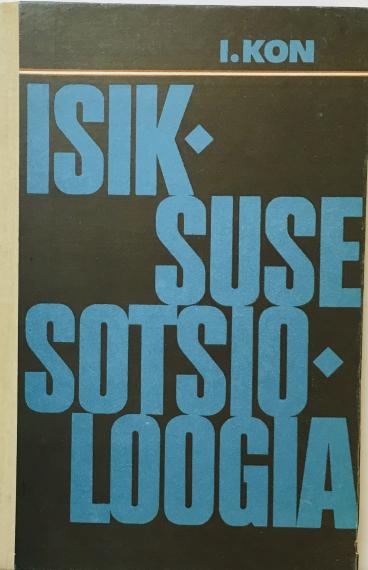 I.KON
ISIK-
SUSE
SOTSIO-
LOOGIA